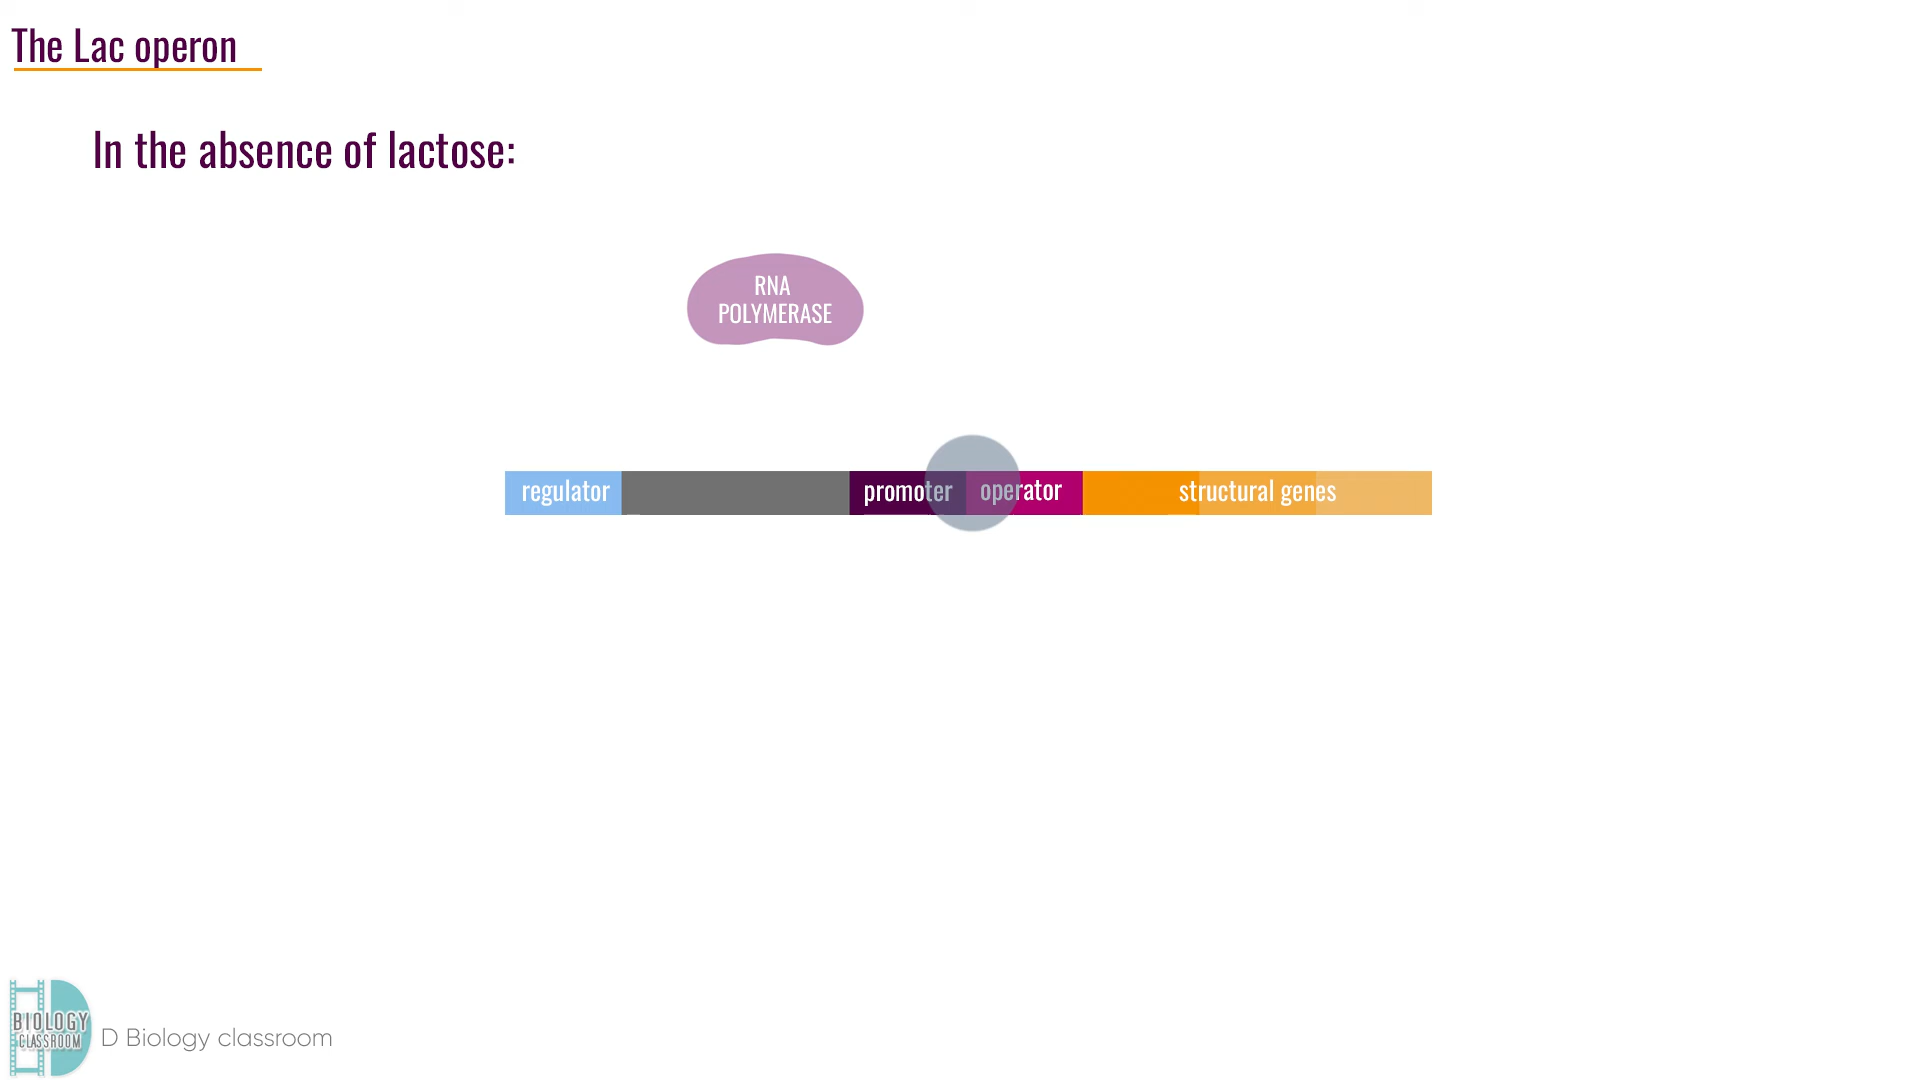 The Lac operon
In the absence of lactose:
RNA
POLYMERASE
regulator promoter operator structural genes
BIOLOGY
CLASSROOM
D Biology classroom